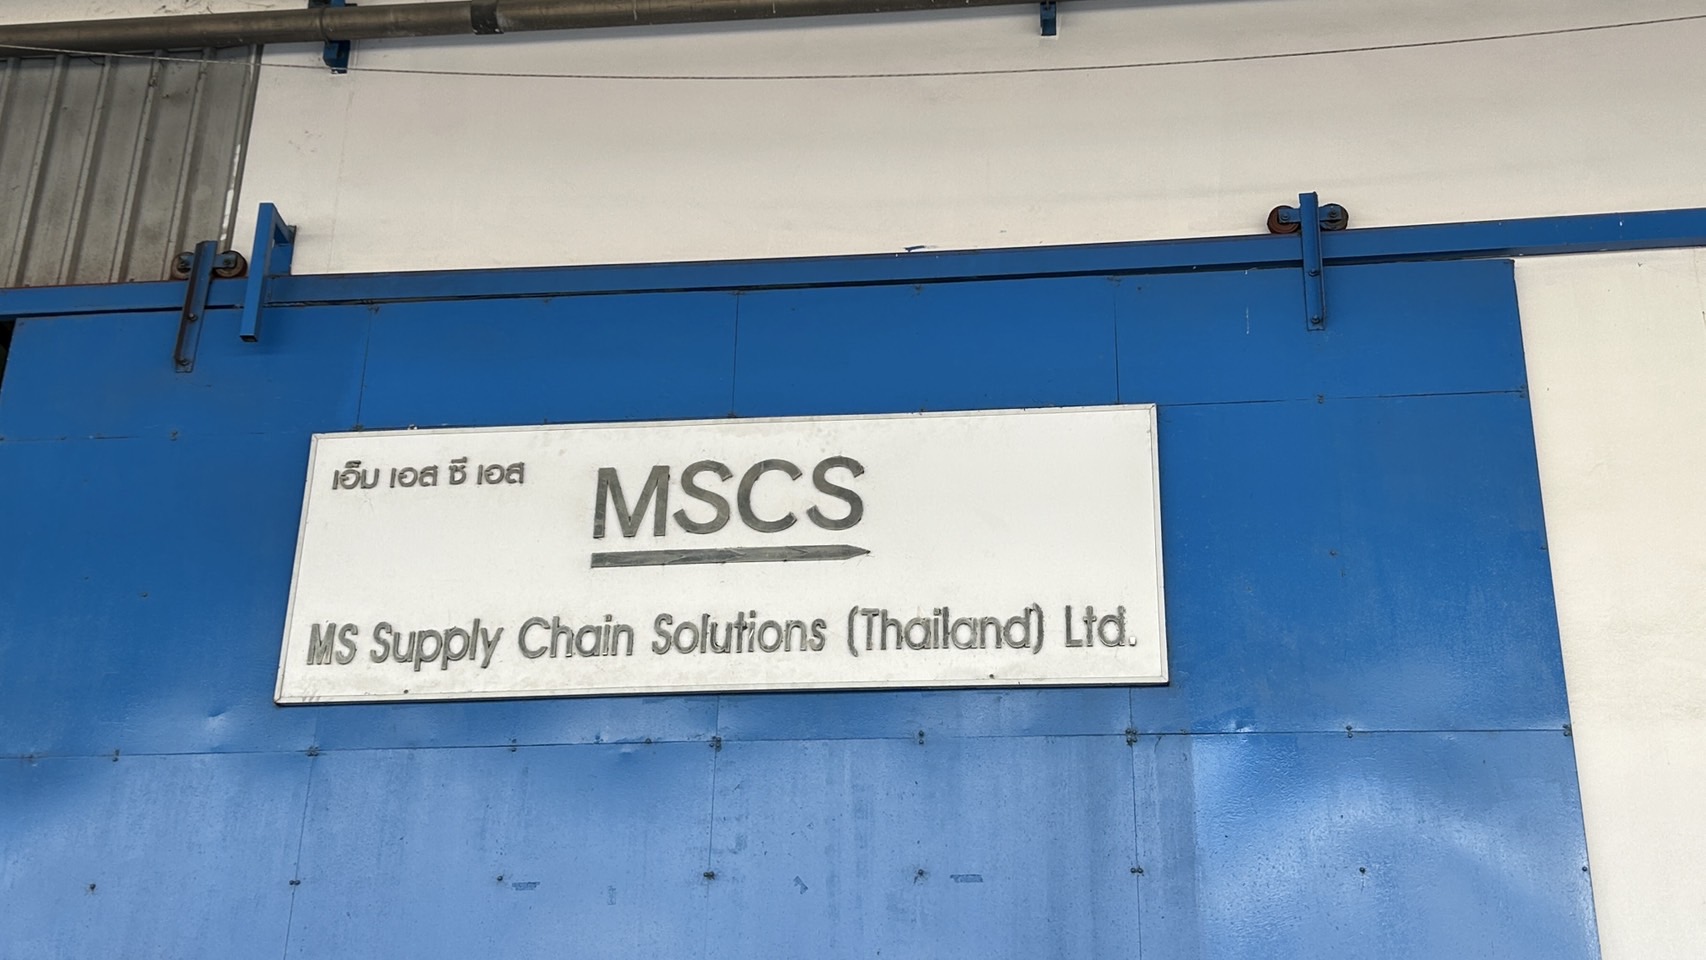 เอ็ม เอส ซี เอส
MSCS
MS Supply Chain Solutions (Thailand) Ltd.